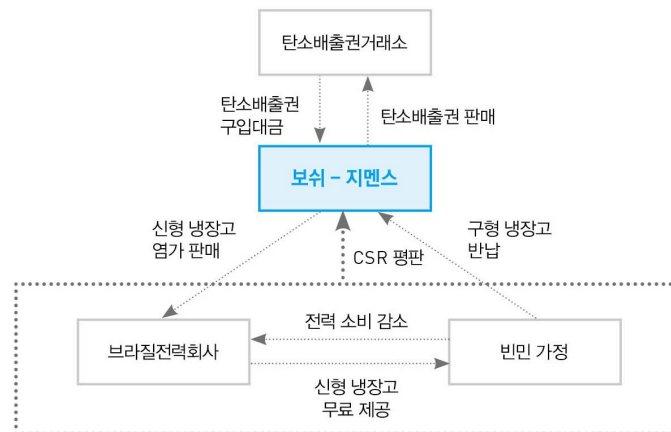 탄소배출권거래소
탄소배출권
구입대금
탄소배출권 판매
보쉬 – 지멘스
신형 냉장고
염가 판매
CSR 평판
구형 냉장고
반납
브라질전력회사
전력 소비 감소
빈민 가정
신형 냉장고
무료 제공